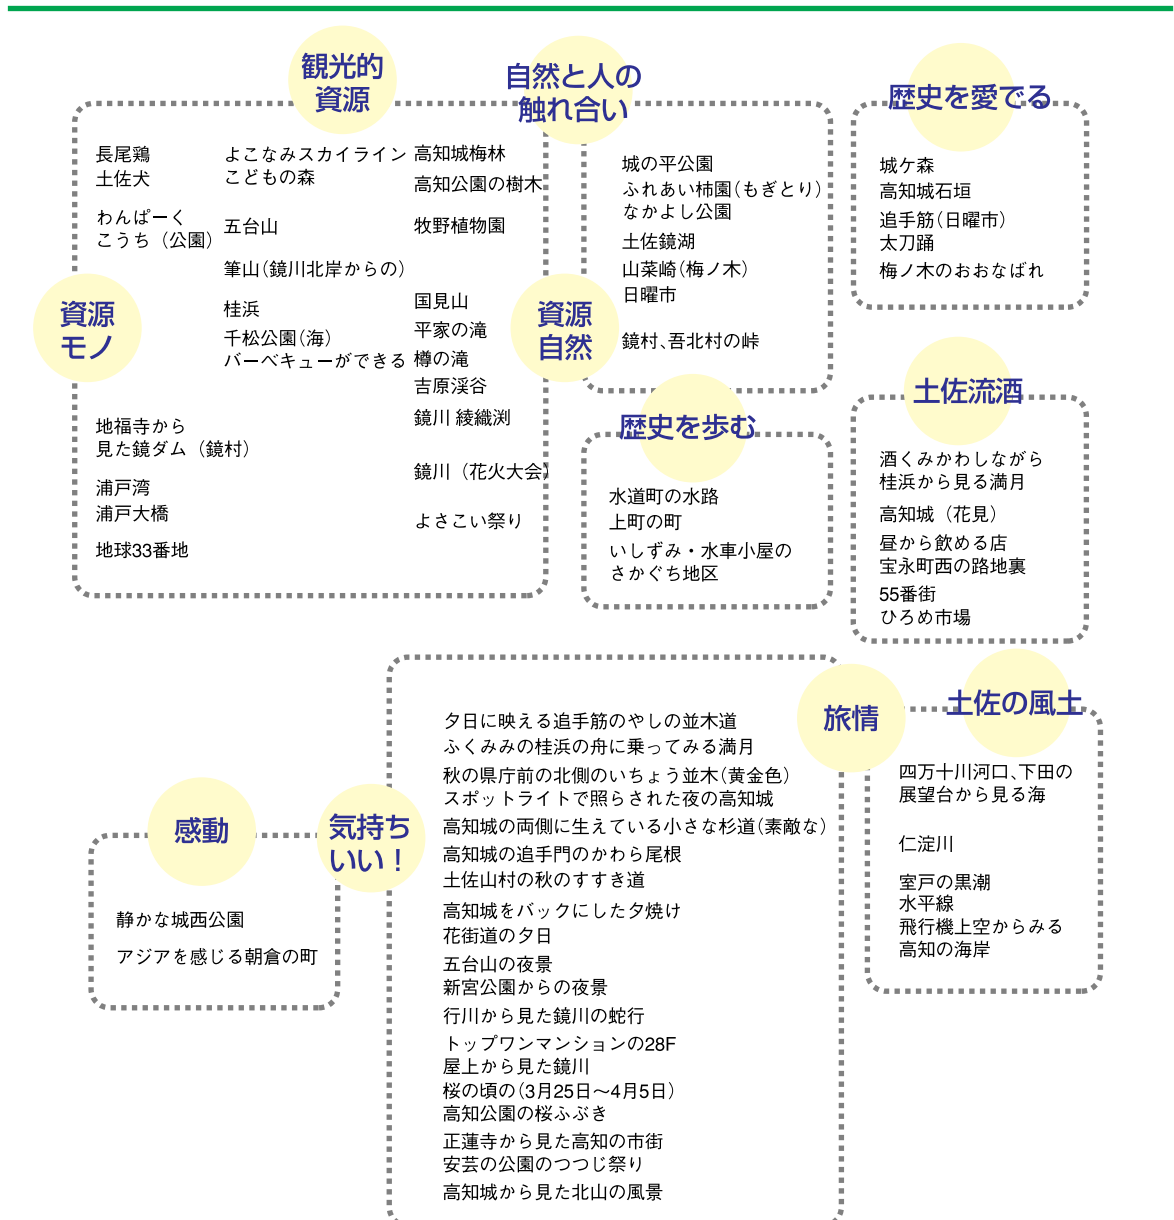 観光的
資源
資源
モノ
長尾鶏
土佐犬
わんぱーく
こうち（公園）
地福寺から
見た鏡ダム（鏡村）
浦戸湾
浦戸大橋
地球33番地
よこなみスカイライン
こどもの森
五台山
筆山（鏡川北岸からの）
桂浜
千松公園（海）
バーベキューができる
高知城梅林
高知公園の樹木
牧野植物園
国見山
平家の滝
樽の滝
吉原渓谷
鏡川 綾織渕
鏡川（花火大会）
よさこい祭り
自然と人の
触れ合い
資源
自然
城の平公園
ふれあい柿園（もぎとり）
なかよし公園
土佐鏡湖
山菜崎（梅ノ木）
日曜市
鏡村、吾北村の峠
歴史を愛でる
城ケ森
高知城石垣
追手筋（日曜市）
太刀踊
梅ノ木のおおなばれ
歴史を歩む
水道町の水路
上町の町
いしずみ・水車小屋の
さかぐち地区
土佐流酒
酒くみかわしながら
桂浜から見る満月
高知城（花見）
昼から飲める店
宝永町西の路地裏
55番街
ひろめ市場
感動
静かな城西公園
アジアを感じる朝倉の町
気持ち
いい！
旅情
夕日に映える追手筋のやしの並木道
ふくみみの桂浜の舟に乗ってみる満月
秋の県庁前の北側のいちょう並木（黄金色）
スポットライトで照らされた夜の高知城
高知城の両側に生えている小さな杉道（素敵な）
高知城の追手門のかわら尾根
土佐山村の秋のすすき道
高知城をバックにした夕焼け
花街道の夕日
五台山の夜景
新宮公園からの夜景
行川から見た鏡川の蛇行
トップワンマンションの28F
屋上から見た鏡川
桜の頃の（3月25日〜4月5日）
高知公園の桜ふぶき
正蓮寺から見た高知の市街
安芸の公園のつつじ祭り
高知城から見た北山の風景
土佐の風土
四万十川河口、下田の
展望台から見る海
仁淀川
室戸の黒潮
水平線
飛行機上空からみる
高知の海岸